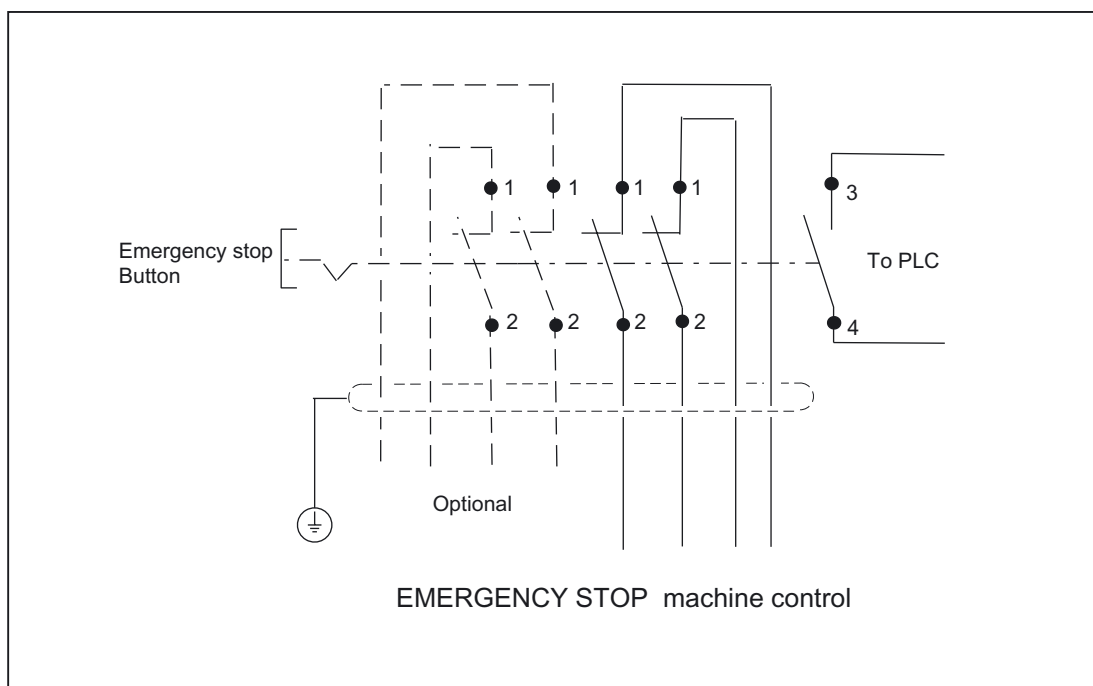 1 1 1 1
3
Emergency stop
Button
To PLC
2 2 2 2
4
Optional
EMERGENCY STOP machine control